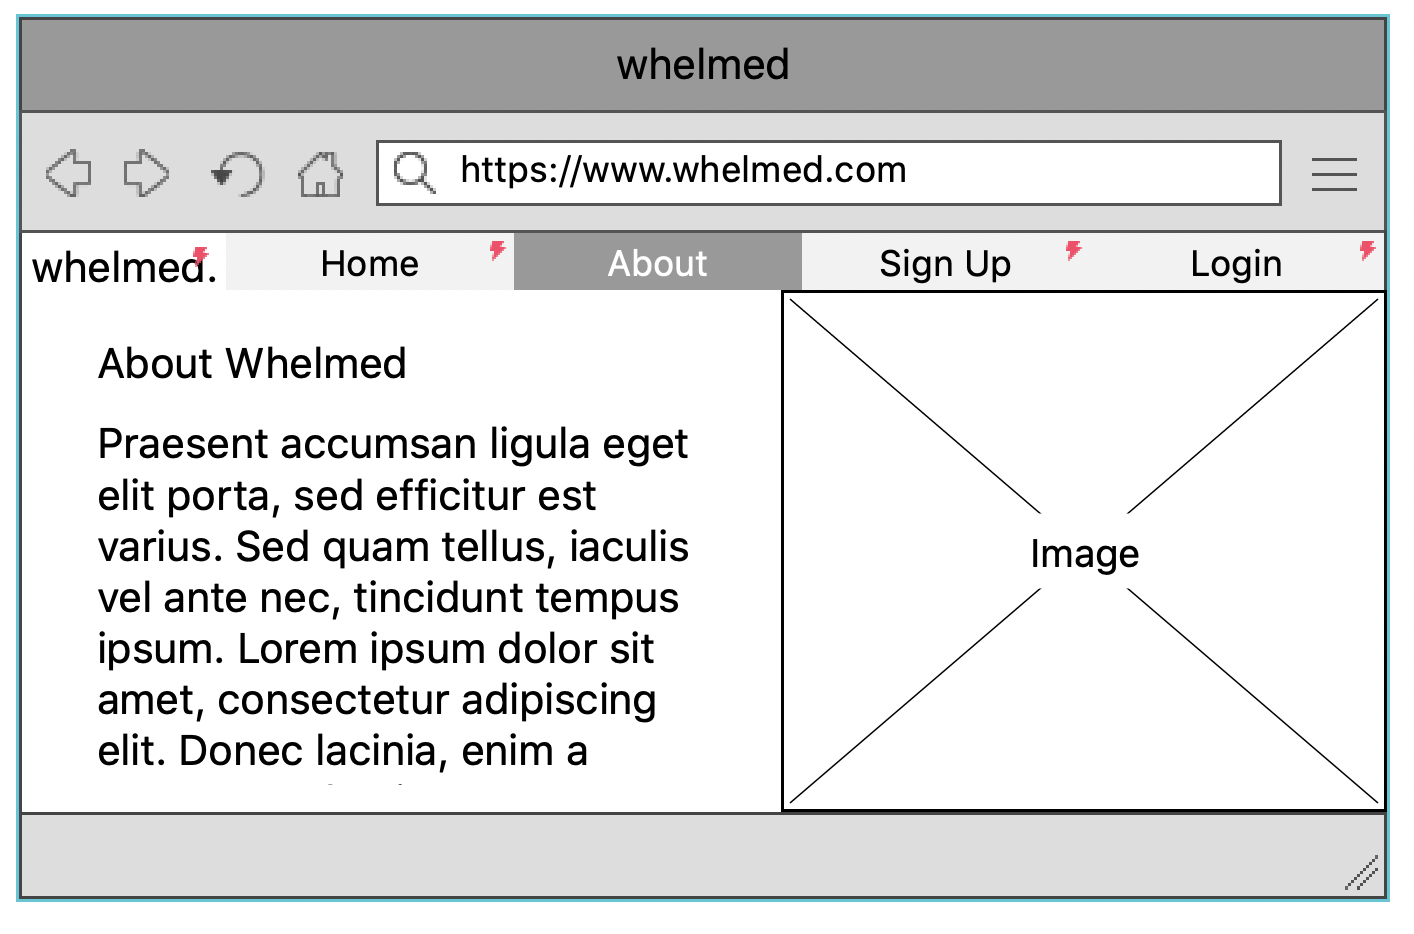 whelmed
https://www.whelmed.com
whelmed.
Home
About
Sign Up
Login
About Whelmed
Praesent accumsan ligula eget
elit porta, sed efficitur est
varius. Sed quam tellus, iaculis
vel ante nec, tincidunt tempus
ipsum. Lorem ipsum dolor sit
amet, consectetur adipiscing
elit. Donec lacinia, enim a
Image